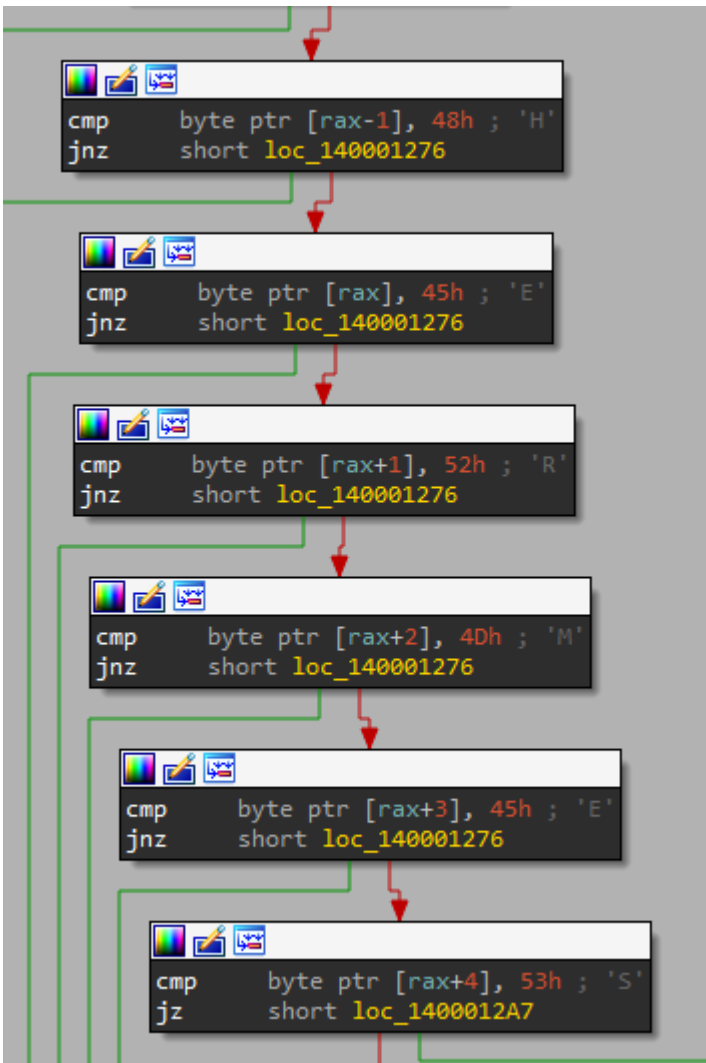 cmp byte ptr [rax-1], 48h ; 'H'
jnz short loc_140001276
cmp byte ptr [rax], 45h ; 'E'
jnz short loc_140001276
cmp byte ptr [rax+1], 52h ; 'R'
jnz short loc_140001276
cmp byte ptr [rax+2], 4Dh ; 'M'
jnz short loc_140001276
cmp byte ptr [rax+3], 45h ; 'E'
jnz short loc_140001276
cmp byte ptr [rax+4], 53h ; 'S'
jz short loc_1400012A7